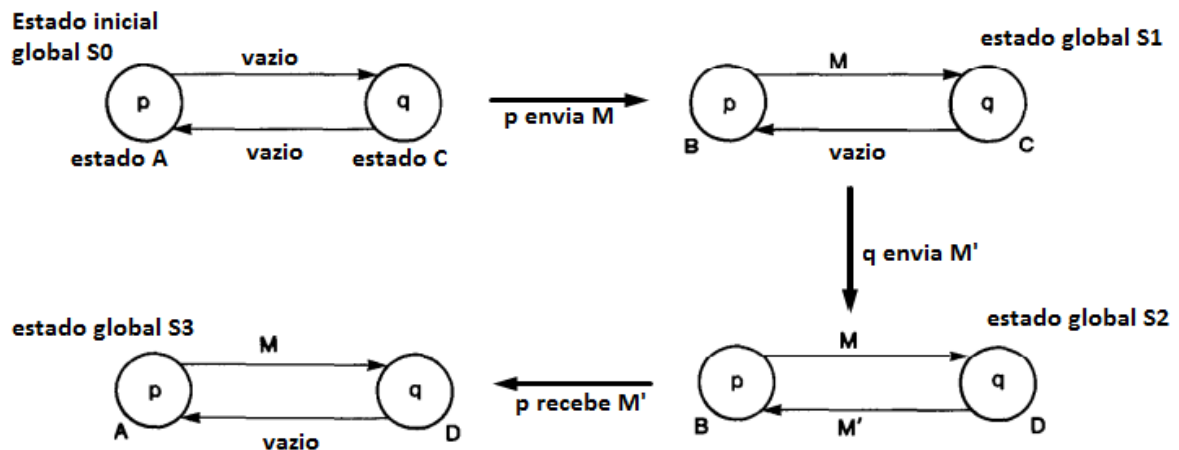 Estado inicial
global S0
vazio
p
q
vazio
estado A
estado C
p envia M
estado global S1
M
p
q
B
vazio
C
q envia M'
estado global S2
M
p
q
B
M'
D
p recebe M'
estado global S3
M
p
q
A
vazio
D